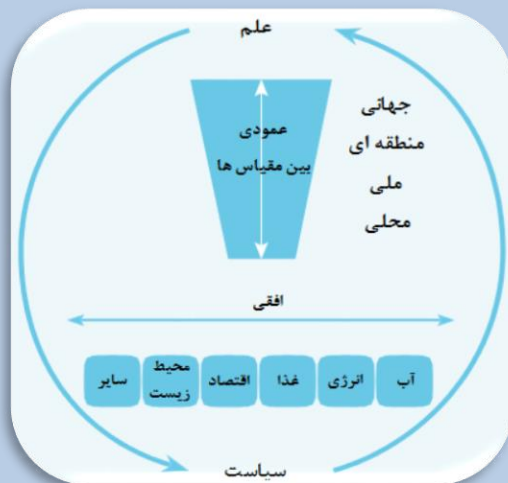 علم
عمودی
بین مقیاس ها
جهانی
منطقه ای
ملی
محلی
افقی
آب
انرژی
غذا
اقتصاد
محیط
زیست
سایر
سیاست